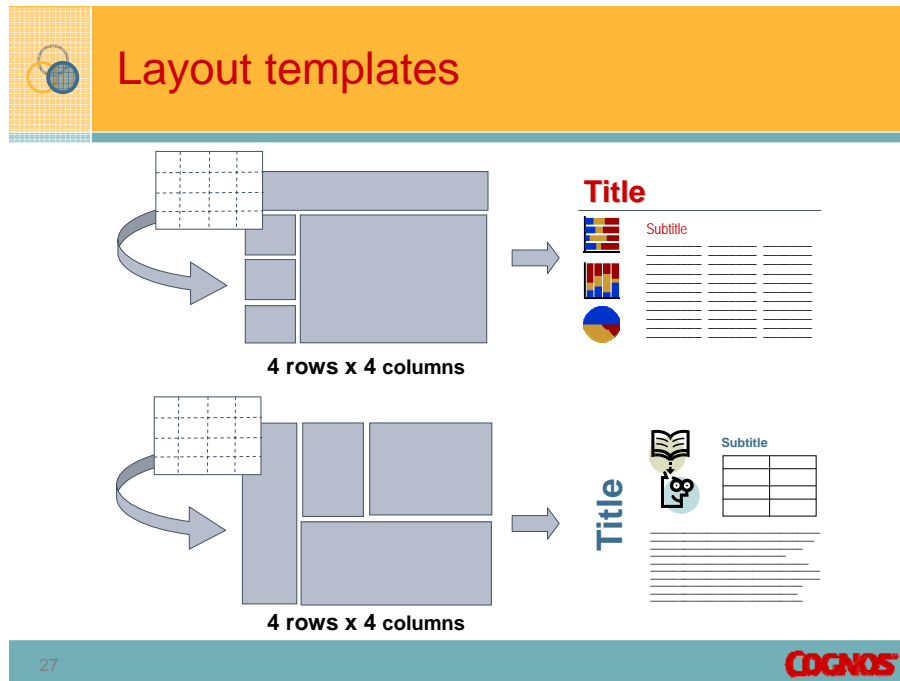 Layout templates
Title
Subtitle
4 rows x 4 columns
Subtitle
Title
4 rows x 4 columns
27
COGNOS